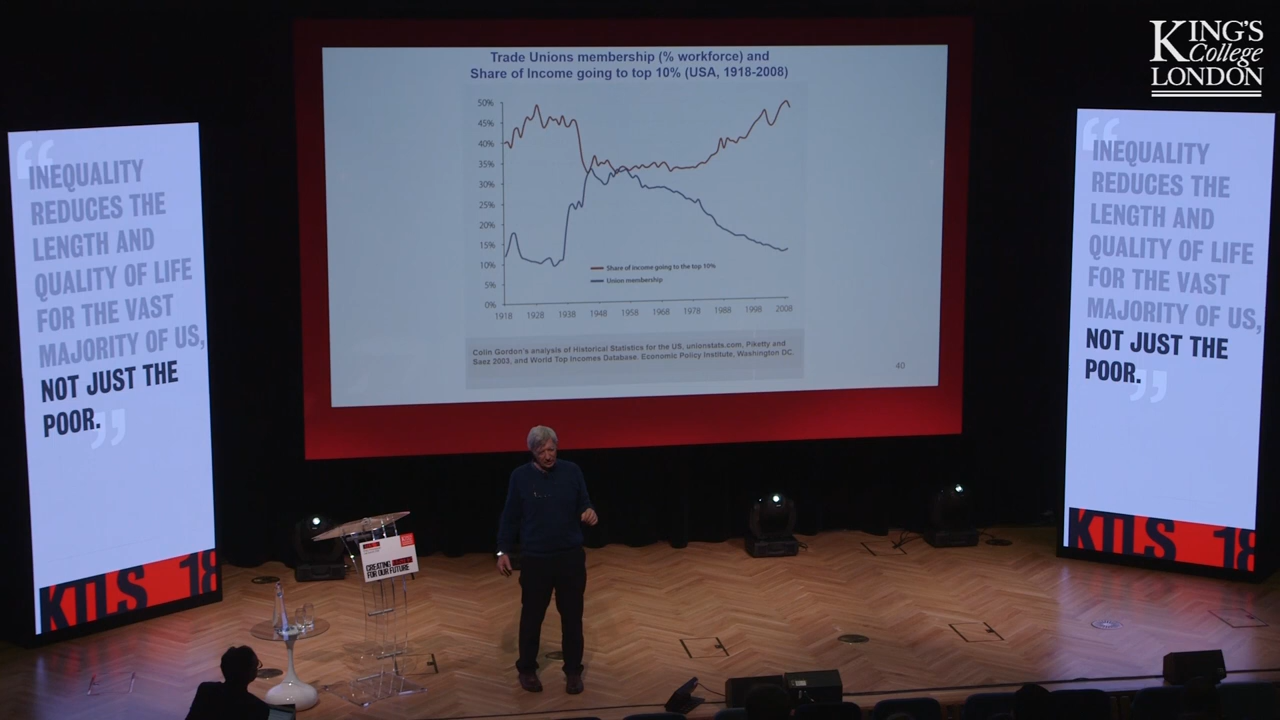 KING'S
College
LONDON
Trade Unions membership (% workforce) and
Share of Income going to top 10% (USA, 1918-2008)
50%
45%
40%
35%
30%
25%
20%
15%
10%
5%
0%
Share of income going to the top 10%
Union membership
1918 1928 1938 1948 1958 1968 1978 1988 1998 2008
Colin Gordon's analysis of Historical Statistics for the US, unionstats.com, Piketty and
Saez 2003, and World Top Incomes Database. Economic Policy Institute, Washington DC.
40
“INEQUALITY
REDUCES THE
LENGTH AND
QUALITY OF LIFE
FOR THE VAST
MAJORITY OF US,
NOT JUST THE
POOR.”
“INEQUALITY
REDUCES THE
LENGTH AND
QUALITY OF LIFE
FOR THE VAST
MAJORITY OF US,
NOT JUST THE
POOR.”
CREATING
FOR OUR FUTURE